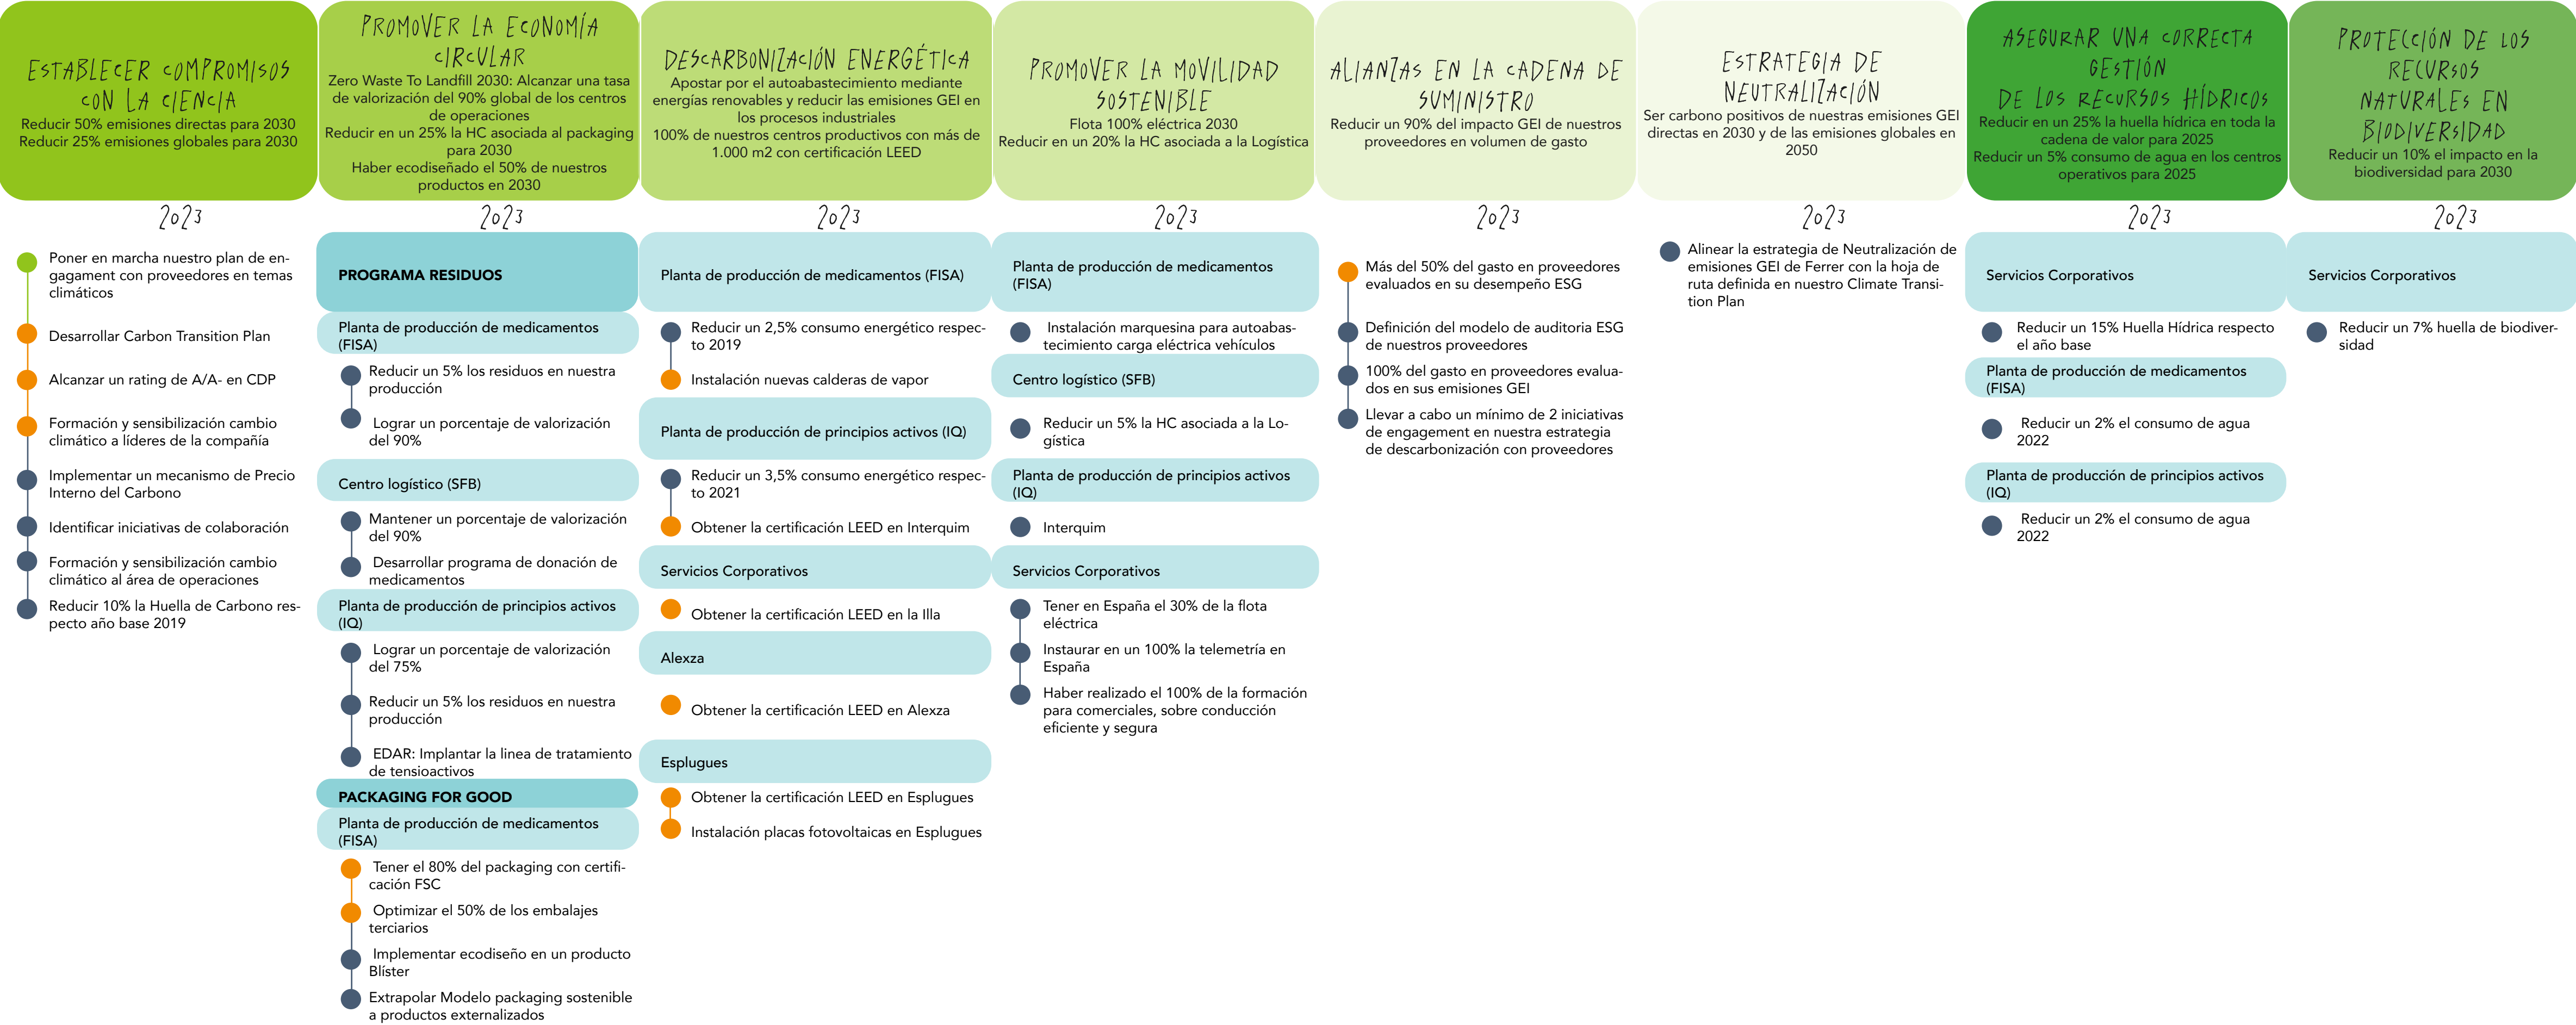 ESTABLECER COMPROMISOS
CON LA CIENCIA
Reducir 50% emisiones directas para 2030
Reducir 25% emisiones globales para 2030
2023
Poner en marcha nuestro plan de en-
gagament con proveedores en temas
climáticos
Desarrollar Carbon Transition Plan
Alcanzar un rating de A/A- en CDP
Formación y sensibilización cambio
climático a líderes de la compañía
Implementar un mecanismo de Precio
Interno del Carbono
Identificar iniciativas de colaboración
Formación y sensibilización cambio
climático al área de operaciones
Reducir 10% la Huella de Carbono res-
pecto año base 2019
PROMOVER LA ECONOMÍA
CIRCULAR
Zero Waste To Landfill 2030: Alcanzar una tasa
de valorización del 90% global de los centros
de operaciones
Reducir en un 25% la HC asociada al packaging
para 2030
Haber ecodiseñado el 50% de nuestros
productos en 2030
2023
PROGRAMA RESIDUOS
Planta de producción de medicamentos
(FISA)
Reducir un 5% los residuos en nuestra
producción
Lograr un porcentaje de valorización
del 90%
Centro logístico (SFB)
Mantener un porcentaje de valorización
del 90%
Desarrollar programa de donación de
medicamentos
Planta de producción de principios activos
(IQ)
Lograr un porcentaje de valorización
del 75%
Reducir un 5% los residuos en nuestra
producción
EDAR: Implantar la linea de tratamiento
de tensioactivos
PACKAGING FOR GOOD
Planta de producción de medicamentos
(FISA)
Tener el 80% del packaging con certifi-
cación FSC
Optimizar el 50% de los embalajes
terciarios
Implementar ecodiseño en un producto
Blíster
Extrapolar Modelo packaging sostenible
a productos externalizados
DESCARBONIZACIÓN ENERGÉTICA
Apostar por el autoabastecimiento mediante
energías renovables y reducir las emisiones GEI en
los procesos industriales
100% de nuestros centros productivos con más de
1.000 m2 con certificación LEED
2023
Planta de producción de medicamentos (FISA)
Reducir un 2,5% consumo energético respec-
to 2019
Instalación nuevas calderas de vapor
Planta de producción de principios activos (IQ)
Reducir un 3,5% consumo energético respec-
to 2021
Obtener la certificación LEED en Interquim
Servicios Corporativos
Obtener la certificación LEED en la Illa
Alexza
Obtener la certificación LEED en Alexza
Esplugues
Obtener la certificación LEED en Esplugues
Instalación placas fotovoltaicas en Esplugues
PROMOVER LA MOVILIDAD
SOSTENIBLE
Flota 100% eléctrica 2030
Reducir en un 20% la HC asociada a la Logística
2023
Planta de producción de medicamentos
(FISA)
Instalación marquesina para autoabas-
tecimiento carga eléctrica vehículos
Centro logístico (SFB)
Reducir un 5% la HC asociada a la Lo-
gística
Planta de producción de principios activos
(IQ)
Interquim
Servicios Corporativos
Tener en España el 30% de la flota
eléctrica
Instaurar en un 100% la telemetría en
España
Haber realizado el 100% de la formación
para comerciales, sobre conducción
eficiente y segura
ALIANZAS EN LA CADENA DE
SUMINISTRO
Reducir un 90% del impacto GEI de nuestros
proveedores en volumen de gasto
2023
Más del 50% del gasto en proveedores
evaluados en su desempeño ESG
Definición del modelo de auditoria ESG
de nuestros proveedores
100% del gasto en proveedores evalua-
dos en sus emisiones GEI
Llevar a cabo un mínimo de 2 iniciativas
de engagement en nuestra estrategia
de descarbonización con proveedores
ESTRATEGIA DE
NEUTRALIZACIÓN
Ser carbono positivos de nuestras emisiones GEI
directas en 2030 y de las emisiones globales en
2050
2023
Alinear la estrategia de Neutralización de
emisiones GEI de Ferrer con la hoja de
ruta definida en nuestro Climate Transi-
tion Plan
ASEGURAR UNA CORRECTA
GESTIÓN
DE LOS RECURSOS HÍDRICOS
Reducir en un 25% la huella hídrica en toda la
cadena de valor para 2025
Reducir un 5% consumo de agua en los centros
operativos para 2025
2023
Servicios Corporativos
Reducir un 15% Huella Hídrica respecto
el año base
Planta de producción de medicamentos
(FISA)
Reducir un 2% el consumo de agua
2022
Planta de producción de principios activos
(IQ)
Reducir un 2% el consumo de agua
2022
PROTECCIÓN DE LOS
RECURSOS
NATURALES EN
BIODIVERSIDAD
Reducir un 10% el impacto en la
biodiversidad para 2030
2023
Servicios Corporativos
Reducir un 7% huella de biodiver-
sidad